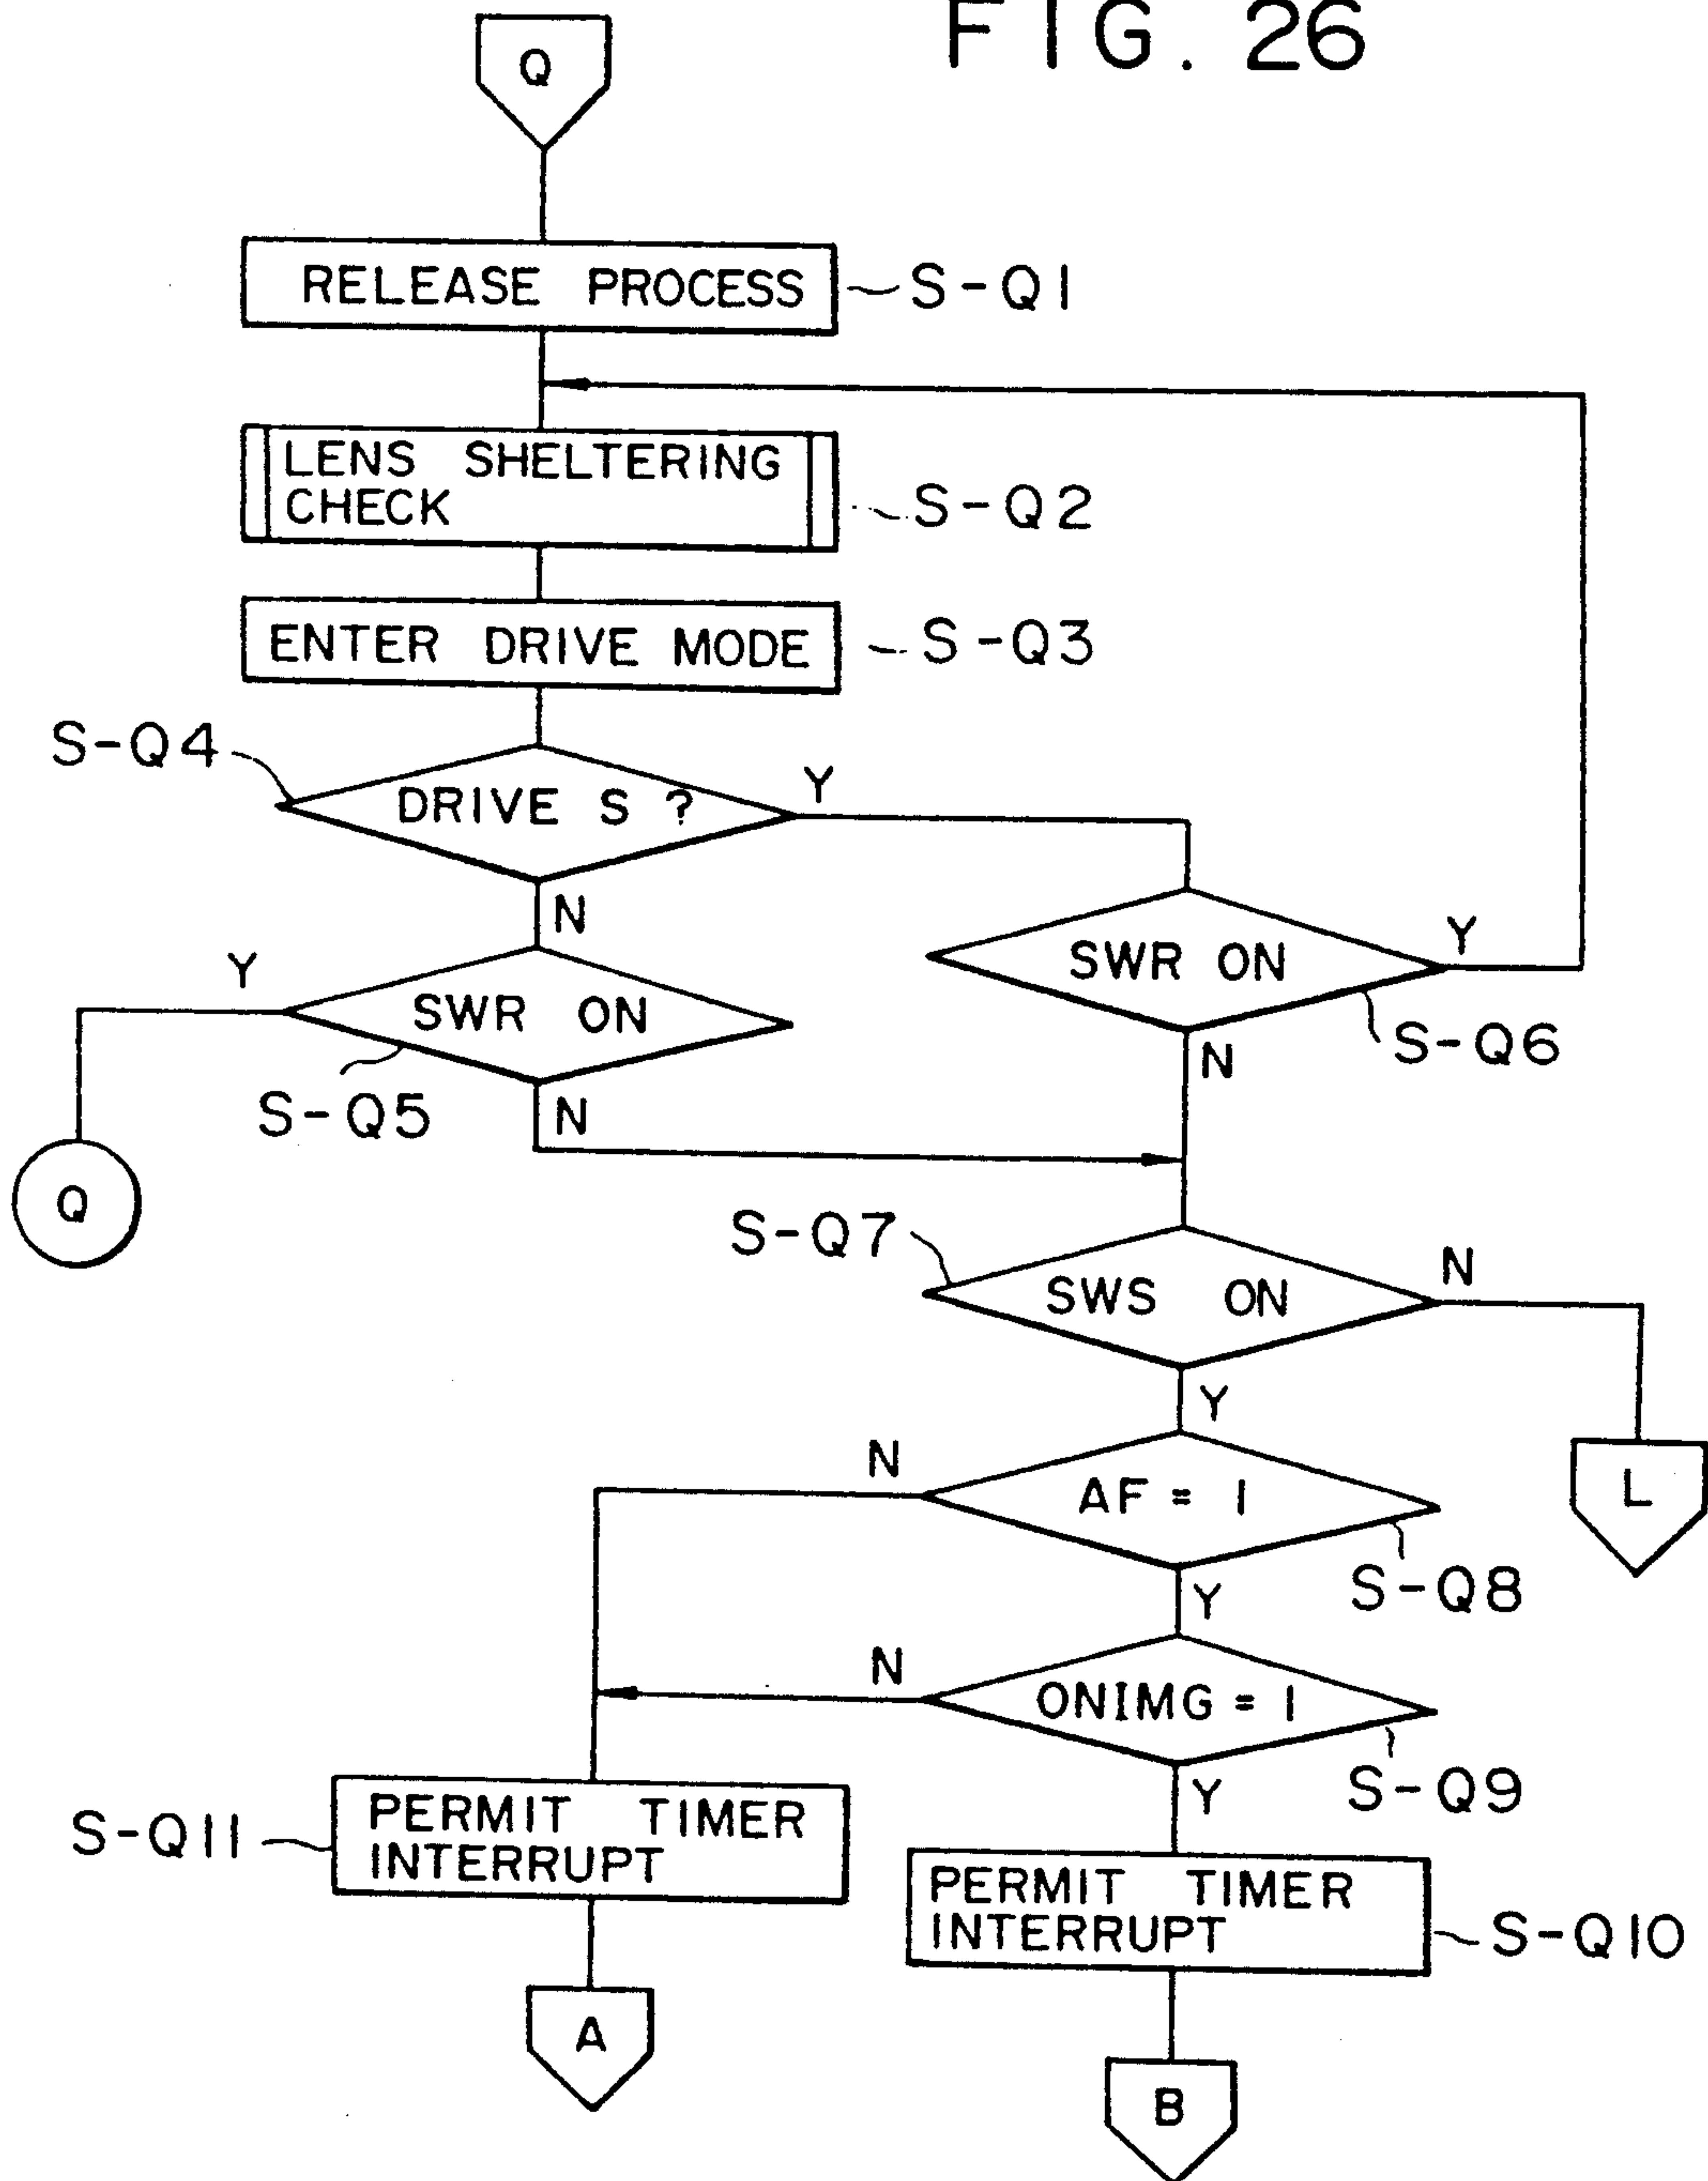 FIG. 26
Q
RELEASE PROCESS
S-Q1
LENS SHELTERING
CHECK
S-Q2
ENTER DRIVE MODE
S-Q3
S-Q4
DRIVE S ?
Y
N
SWR ON
Y
S-Q6
N
Y
SWR ON
S-Q5
N
Q
S-Q7
SWS ON
N
Y
L
N
AF = 1
S-Q8
Y
N
ONIMG = 1
S-Q9
Y
S-Q11
PERMIT TIMER
INTERRUPT
PERMIT TIMER
INTERRUPT
S-Q10
A
B